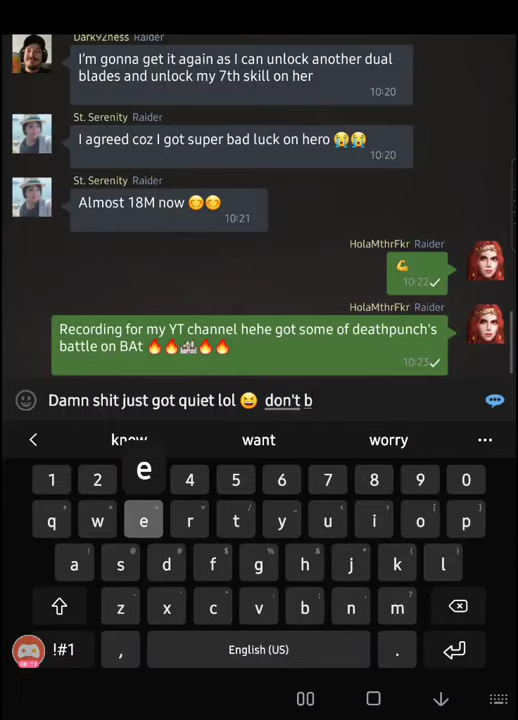 Dark92ness Raider
I'm gonna get it again as I can unlock another dual
blades and unlock my 7th skill on her
10:20
St. Serenity Raider
I agreed coz I got super bad luck on hero 😭😭
10:20
St. Serenity Raider
Almost 18M now 😊😊
10:21
HolaMthrFkr Raider
💪
10:22
HolaMthrFkr Raider
Recording for my YT channel hehe got some of deathpunch's
battle on BAt 🔥🔥🏰🔥🔥
10:23
Damn shit just got quiet lol 😆 don't b
know want worry
e
1 2 4 5 6 7 8 9 0
q w e r t y u i o p
a s d f g h j k l
z x c v b n m
!#1 , English (US) .